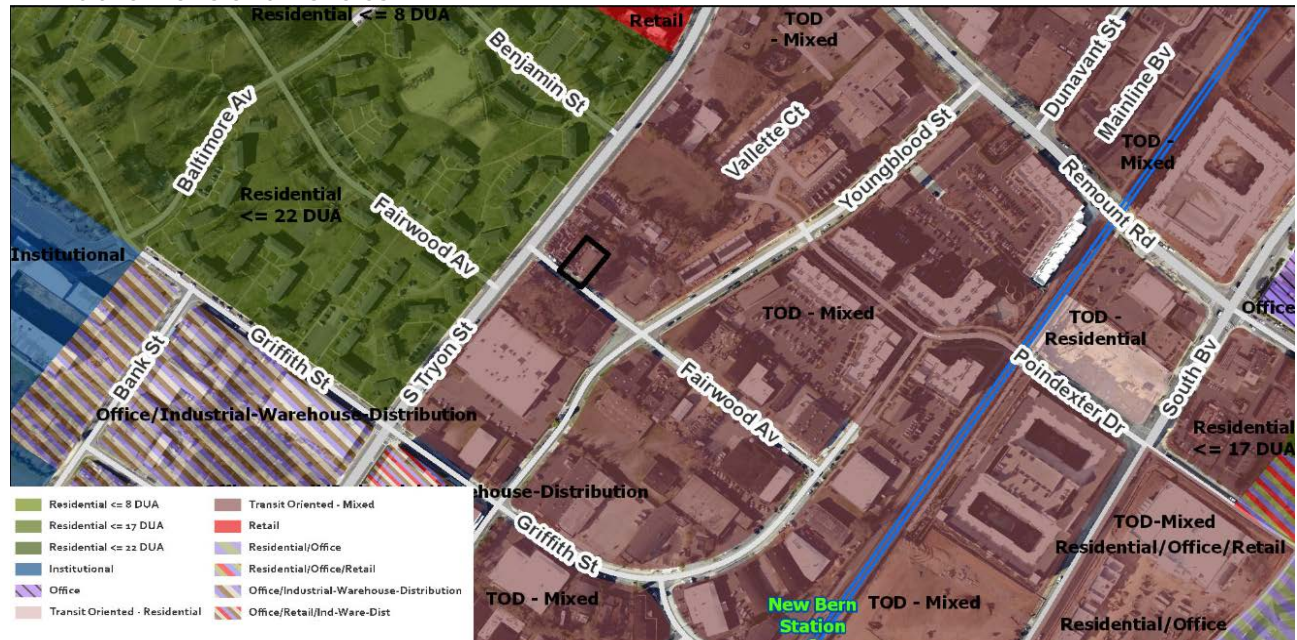 Residential <= 8 DUA
Retail
TOD
- Mixed
Benjamin St
Dunavant St
Mainline Bv
Baltimore Av
Vallette Ct
Youngblood St
TOD -
Mixed
Residential
<= 22 DUA
Fairwood Av
Remount Rd
Institutional
Office
TOD - Mixed
TOD -
Residential
Bank St
Griffith St
S Tryon St
Fairwood Av
Poindexter Dr
South Bv
Office/Industrial-Warehouse-Distribution
Residential
<= 17 DUA
ehouse-Distribution
Griffith St
TOD-Mixed
Residential/Office/Retail
TOD - Mixed
New Bern
Station
TOD - Mixed
Residential/Office
Residential <= 8 DUA
Residential <= 17 DUA
Residential <= 22 DUA
Institutional
Office
Transit Oriented - Residential
Transit Oriented - Mixed
Retail
Residential/Office
Residential/Office/Retail
Office/Industrial-Warehouse-Distribution
Office/Retail/Ind-Ware-Dist